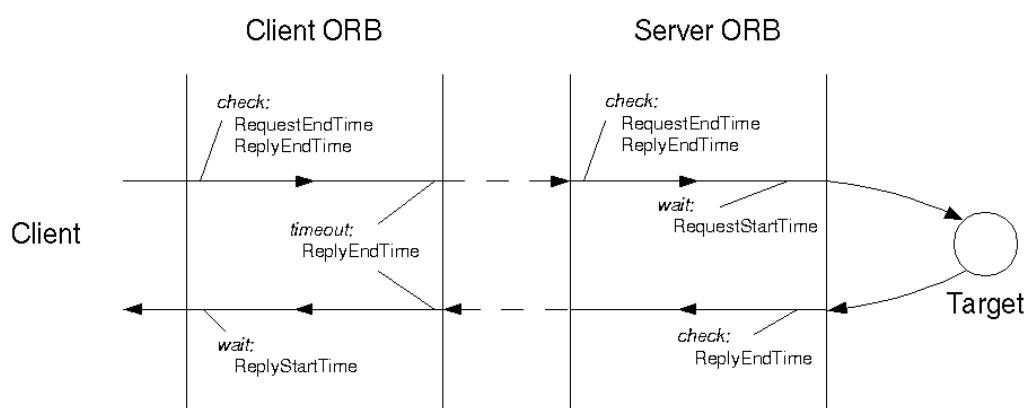 Client ORB
Server ORB
check:
RequestEndTime
ReplyEndTime
check:
RequestEndTime
ReplyEndTime
wait:
RequestStartTime
timeout:
ReplyEndTime
Client
Target
wait:
ReplyStartTime
check:
ReplyEndTime